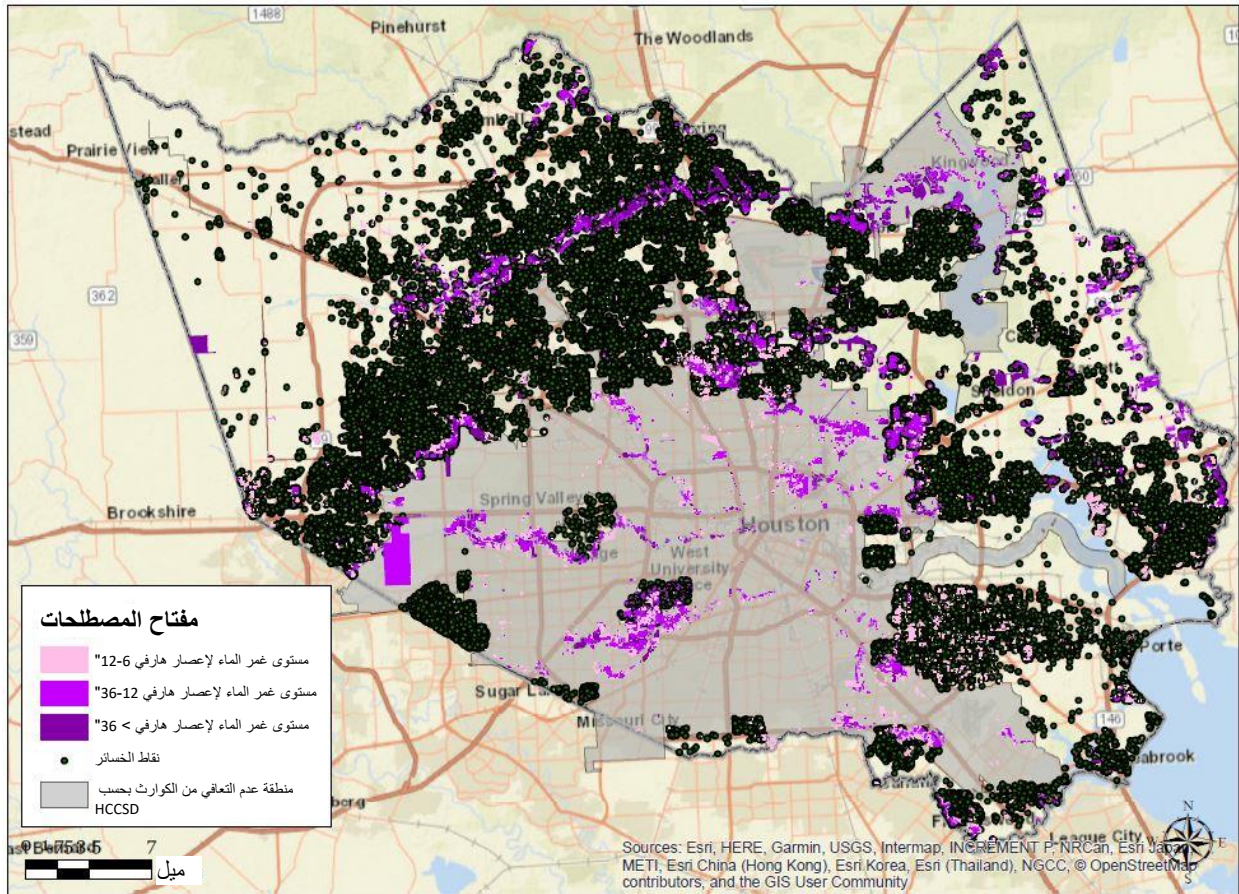 1488
Pinehurst
The Woodlands
Prairie View
Kingwood
362
359
Sheldon
Brookshire
Spring Valley
Houston
West
University
Porte
Sugar La
Missouri City
146
League City
مفتاح المصطلحات
مستوى غمر الماء لإعصار هارفي 6-12"
مستوى غمر الماء لإعصار هارفي 12-36"
مستوى غمر الماء لإعصار هارفي > 36"
نقاط الخسائر
منطقة عدم التعافي من الكوارث بحسب
HCCSD
7
ميل
N
E
S
Sources: Esri, HERE, Garmin, USGS, Intermap, INCREMENT P, NRCan, Esri Japan,
METI, Esri China (Hong Kong), Esri Korea, Esri (Thailand), NGCC, © OpenStreetMap
contributors, and the GIS User Community